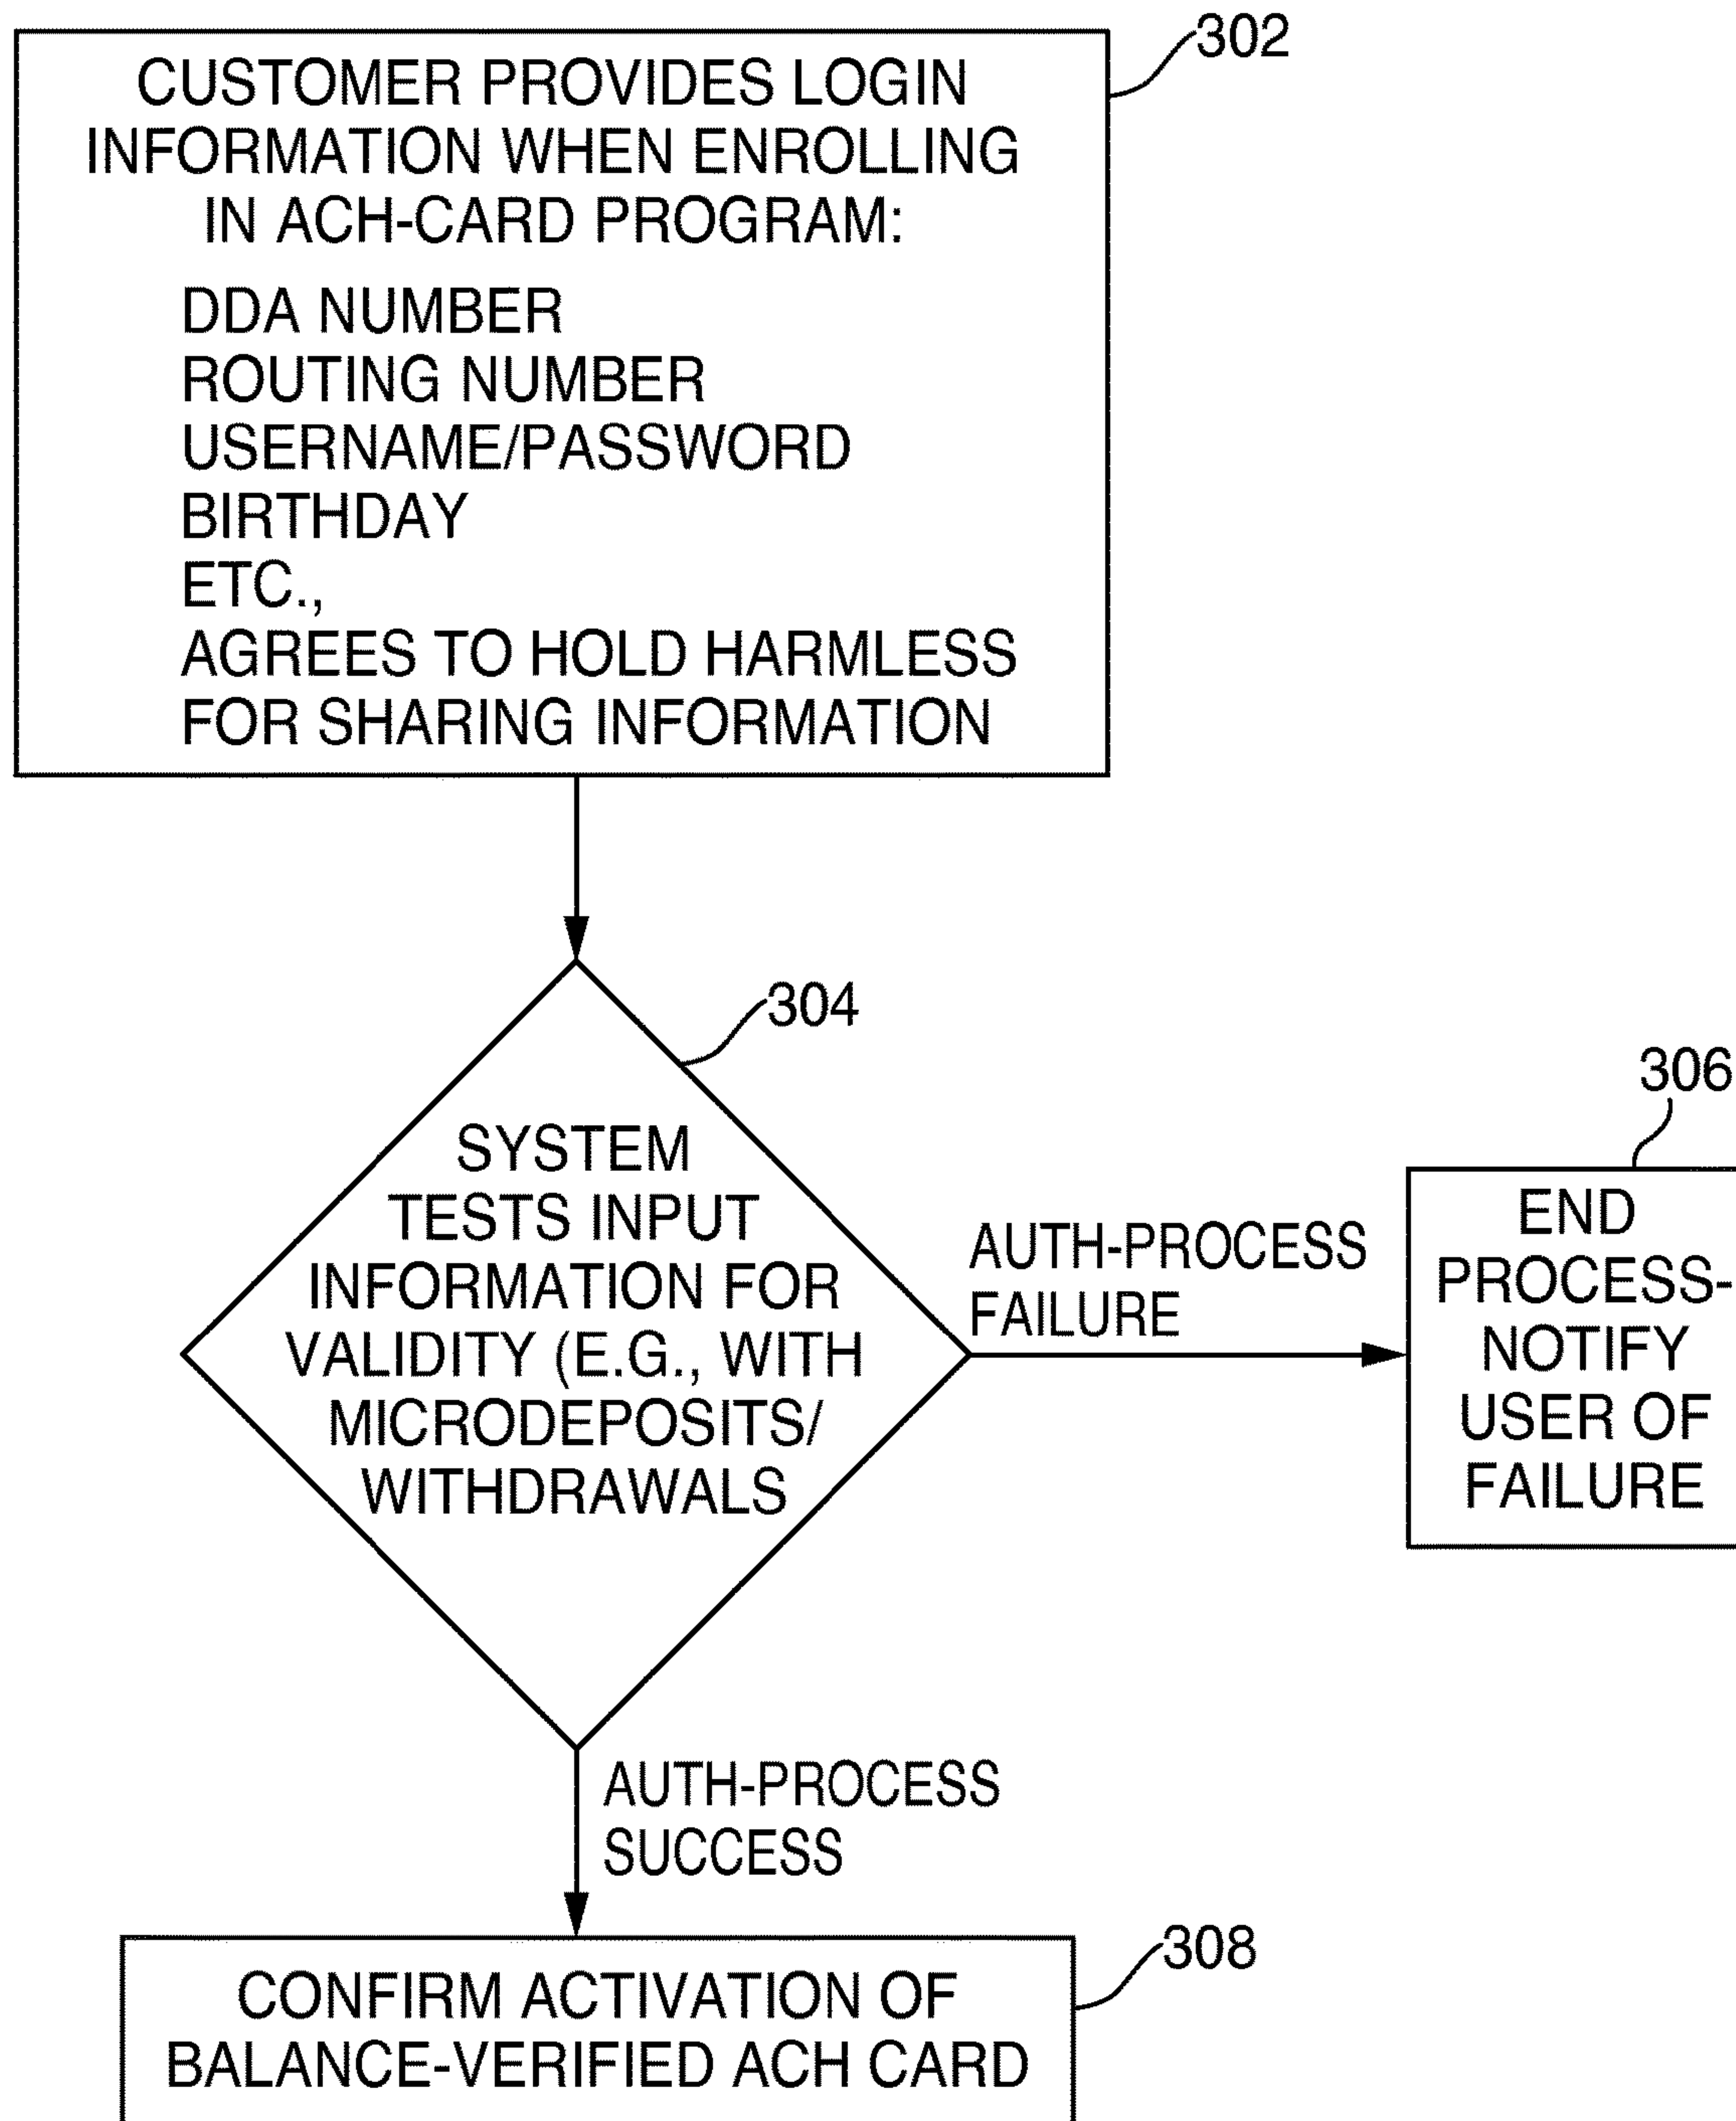 302
CUSTOMER PROVIDES LOGIN
INFORMATION WHEN ENROLLING
IN ACH-CARD PROGRAM:
DDA NUMBER
ROUTING NUMBER
USERNAME/PASSWORD
BIRTHDAY
ETC.,
AGREES TO HOLD HARMLESS
FOR SHARING INFORMATION
304
SYSTEM
TESTS INPUT
INFORMATION FOR
VALIDITY (E.G., WITH
MICRODEPOSITS/
WITHDRAWALS
AUTH-PROCESS
FAILURE
306
END
PROCESS-
NOTIFY
USER OF
FAILURE
AUTH-PROCESS
SUCCESS
308
CONFIRM ACTIVATION OF
BALANCE-VERIFIED ACH CARD